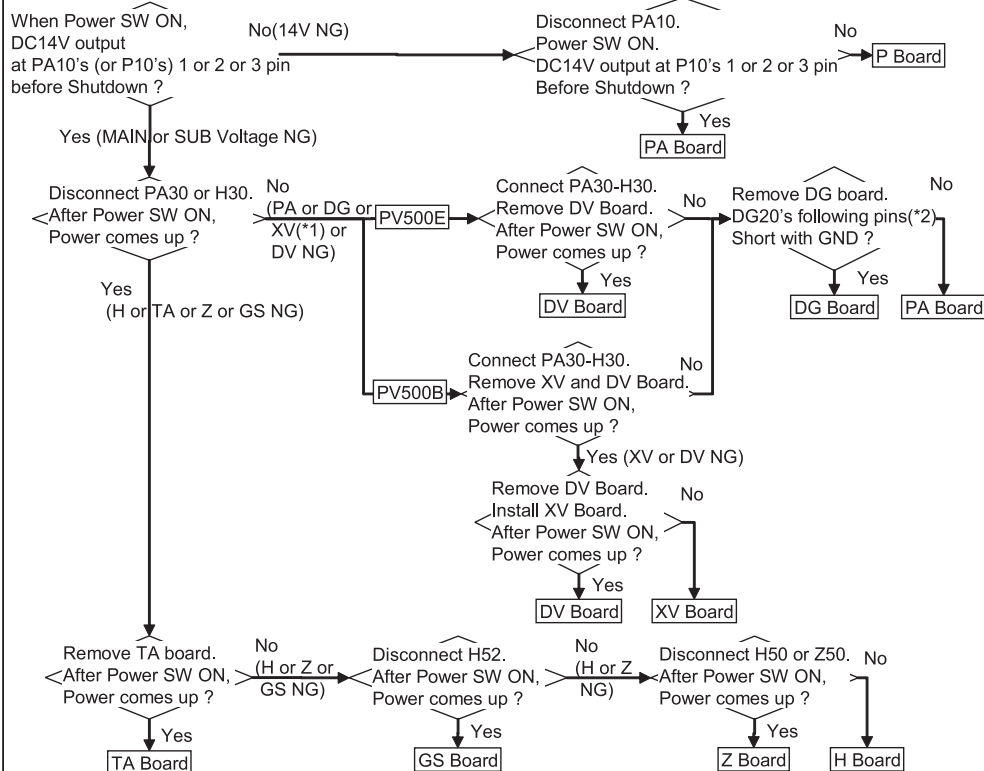 When Power SW ON,
DC14V output
at PA10's (or P10's) 1 or 2 or 3 pin
before Shutdown ?
No(14V NG)
Disconnect PA10.
Power SW ON.
DC14V output at P10's 1 or 2 or 3 pin
Before Shutdown ?
No
P Board
Yes
PA Board
Yes (MAIN or SUB Voltage NG)
Disconnect PA30 or H30.
After Power SW ON,
Power comes up ?
No
(PA or DG or
XV(*1) or
DV NG)
PV500E
Connect PA30-H30.
Remove DV Board.
After Power SW ON,
Power comes up ?
No
Yes
DV Board
Remove DG board.
DG20's following pins(*2)
Short with GND ?
No
Yes
DG Board
PA Board
Yes
(H or TA or Z or GS NG)
PV500B
Connect PA30-H30.
Remove XV and DV Board.
After Power SW ON,
Power comes up ?
No
Yes (XV or DV NG)
Remove DV Board.
Install XV Board.
After Power SW ON,
Power comes up ?
No
Yes
DV Board
XV Board
Remove TA board.
After Power SW ON,
Power comes up ?
No
(H or Z or
GS NG)
Yes
TA Board
Disconnect H52.
After Power SW ON,
Power comes up ?
No
(H or Z
NG)
Yes
GS Board
Disconnect H50 or Z50.
After Power SW ON,
Power comes up ?
No
Yes
Z Board
H Board